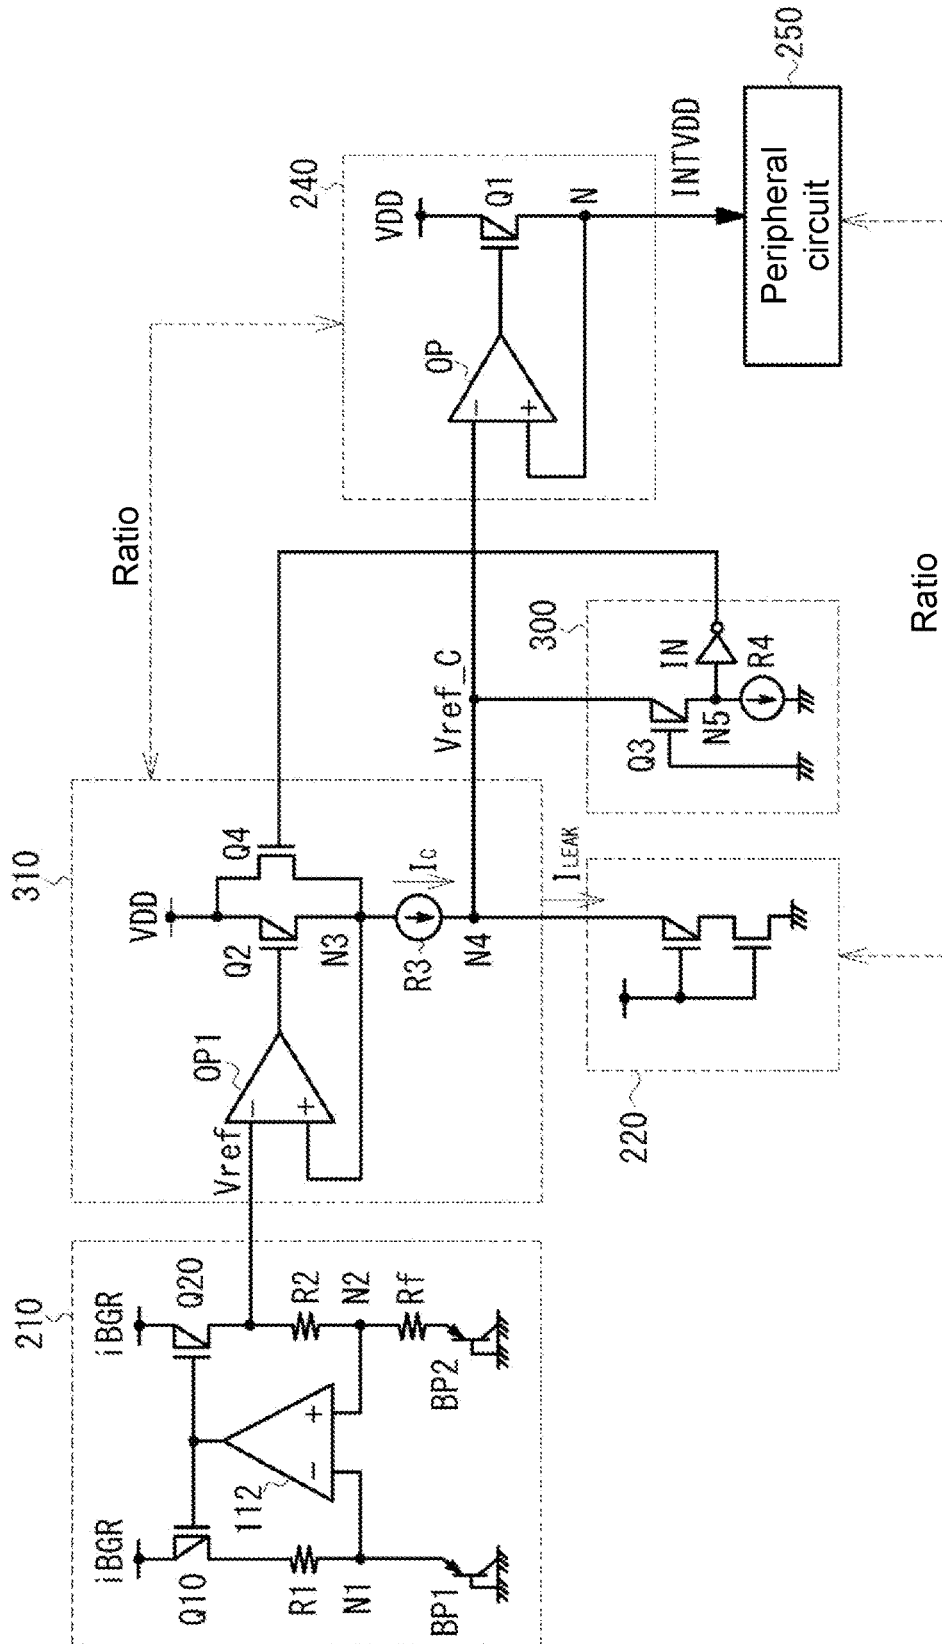 210
iBGR
iBGR
Q10
Q20
112
−
+
R1
R2
N1
N2
Rf
BP1
BP2
310
VDD
Vref
OP1
−
+
Q2
Q4
N3
R3
IC
N4
Vref_C
ILEAK
220
300
Q3
IN
N5
R4
Ratio
240
VDD
OP
−
+
Q1
N
INTVDD
250
Peripheral
circuit
Ratio